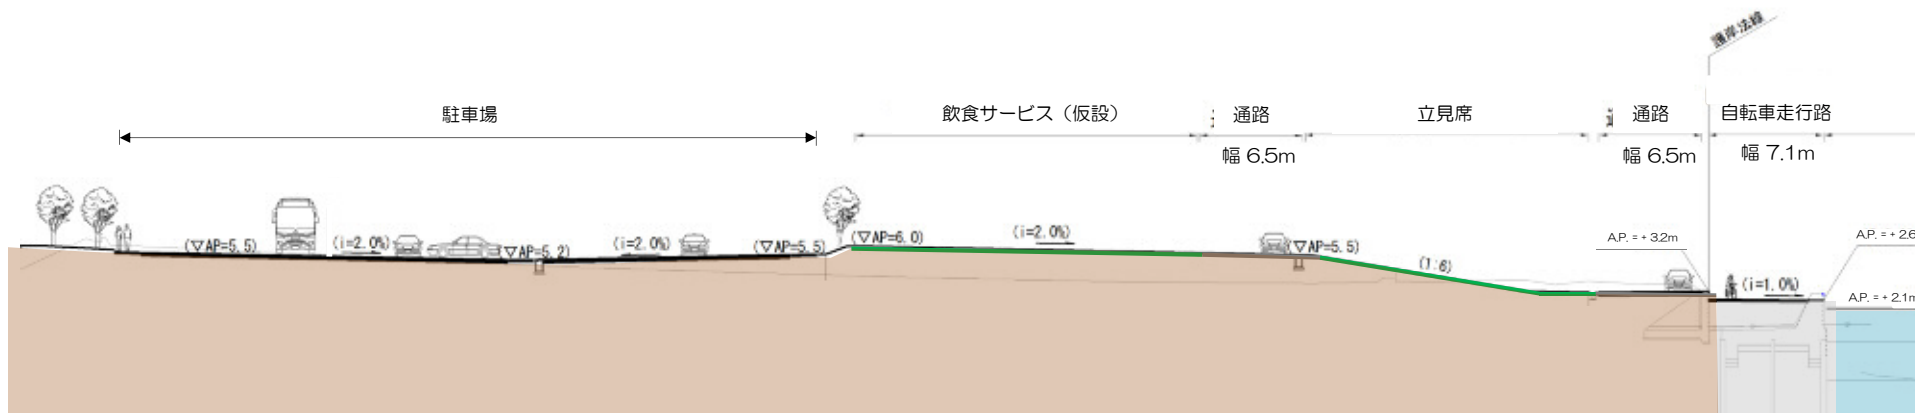 護岸法線
駐車場
飲食サービス（仮設）
通路
立見席
通路
自転車走行路
幅 6.5m
幅 6.5m
幅 7.1m
(▽AP=5.5)
(i=2.0%)
▽AP=5.2)
(i=2.0%)
(▽AP=5.5)
(▽AP=6.0)
(i=2.0%)
(▽AP=5.5)
(1:6)
A.P. = + 3.2m
(i=1.0%)
A.P. = + 2.6
A.P. = + 2.1m